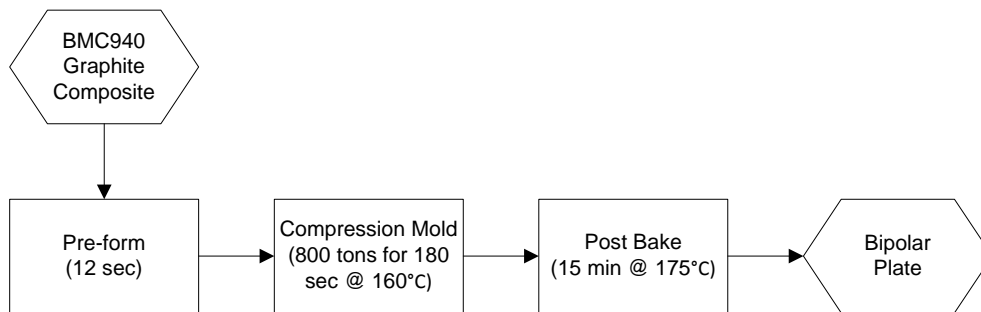 BMC940
Graphite
Composite
Pre-form
(12 sec)
Compression Mold
(800 tons for 180
sec @ 160°C)
Post Bake
(15 min @ 175°C)
Bipolar
Plate